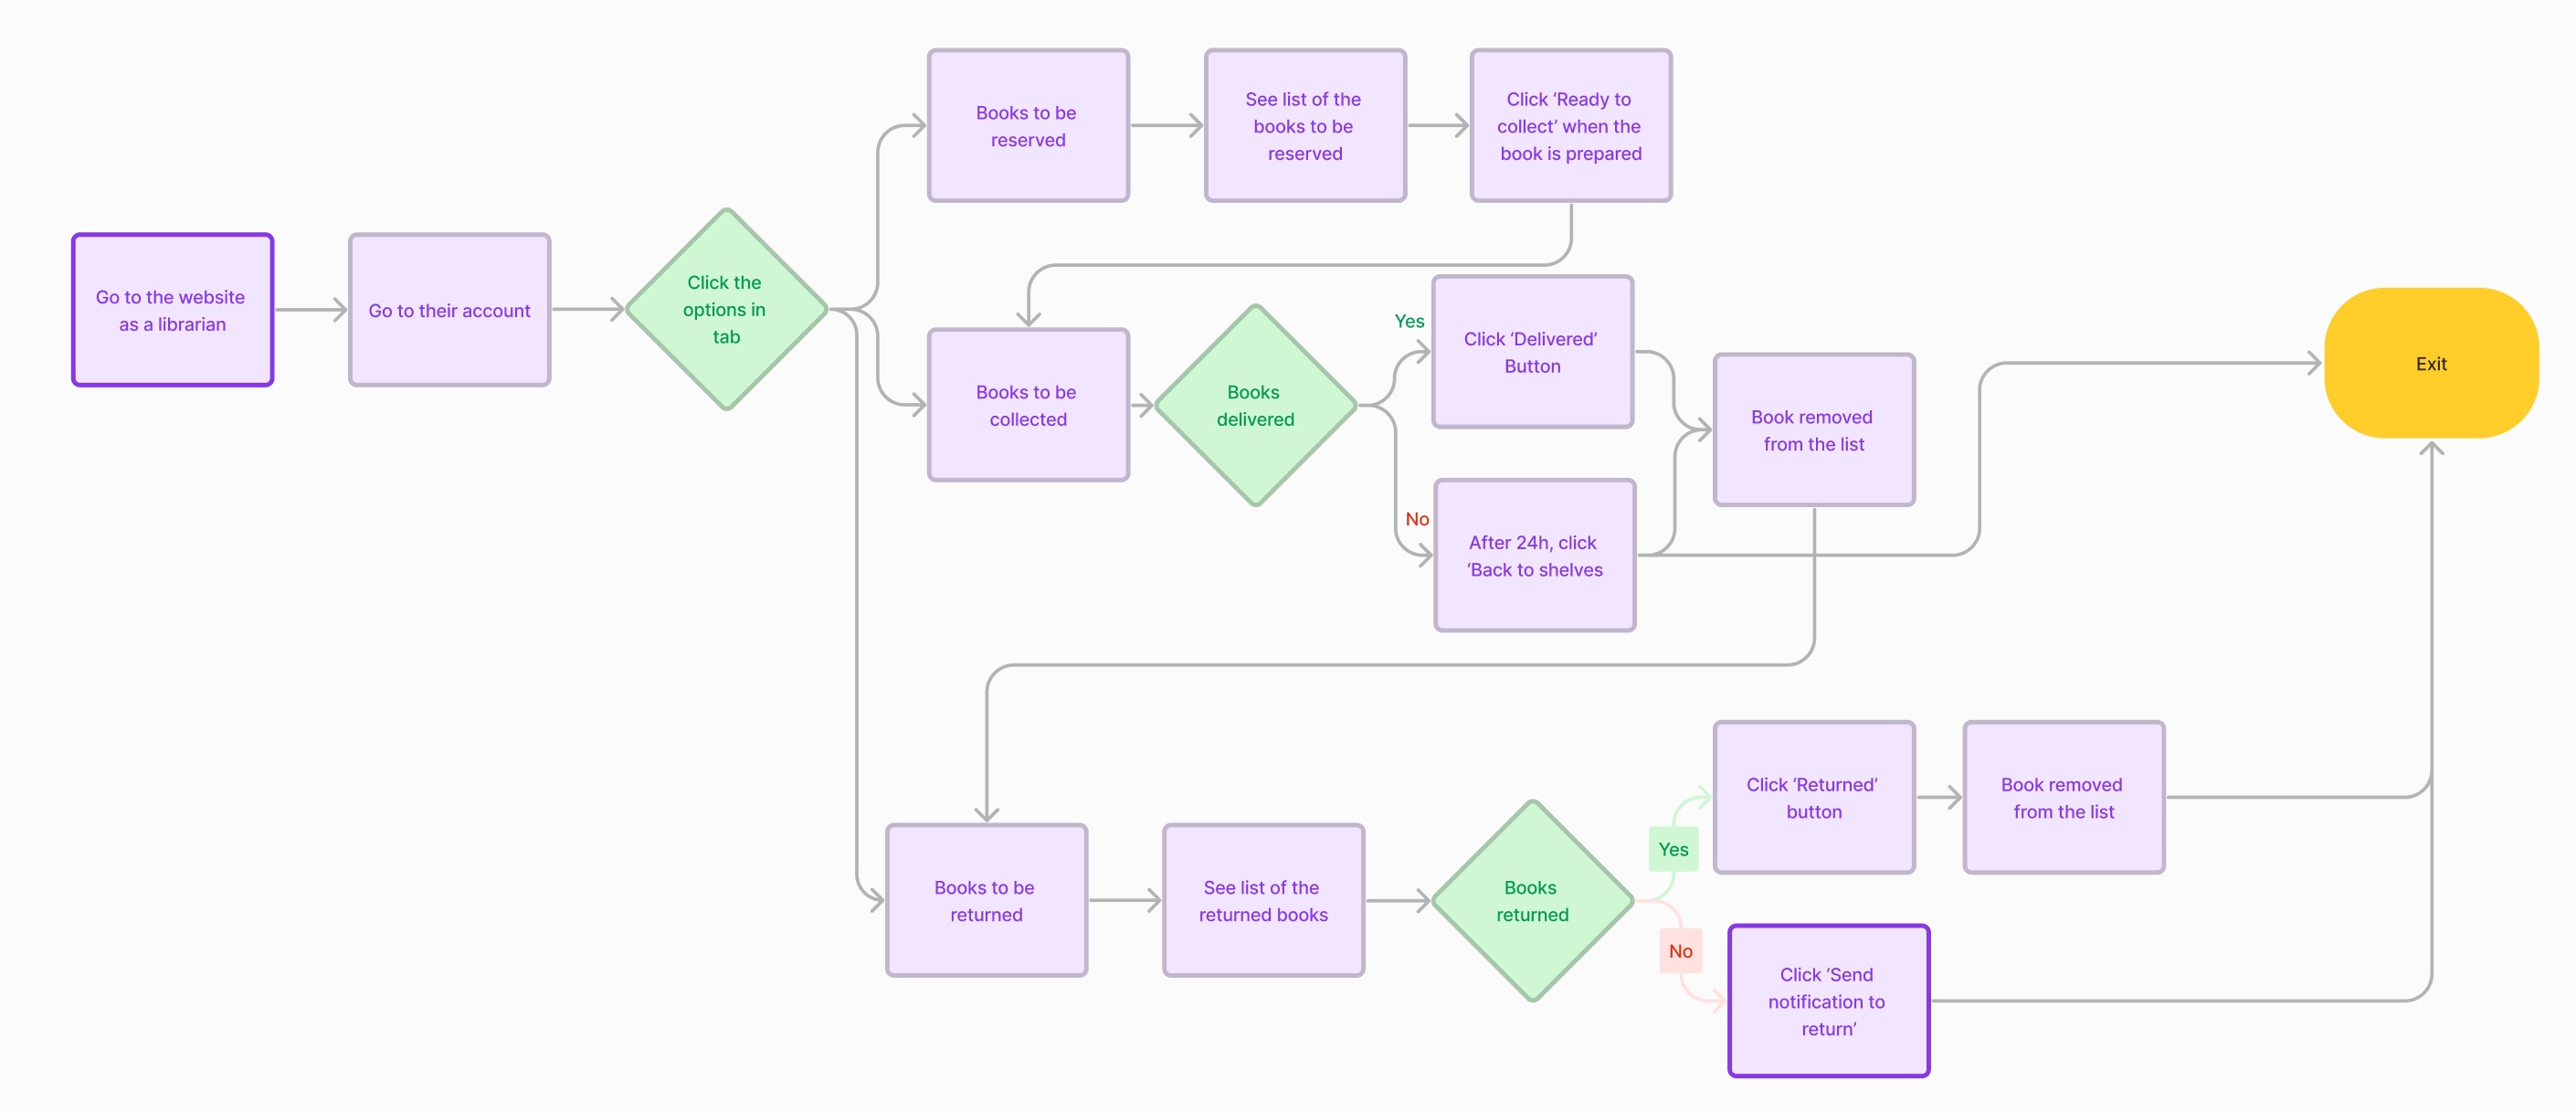 Go to the website
as a librarian
Go to their account
Click the
options in
tab
Books to be
reserved
See list of the
books to be
reserved
Click ‘Ready to
collect’ when the
book is prepared
Books to be
collected
Books
delivered
Yes
Click ‘Delivered’
Button
No
After 24h, click
‘Back to shelves
Book removed
from the list
Exit
Books to be
returned
See list of the
returned books
Books
returned
Yes
Click ‘Returned’
button
Book removed
from the list
No
Click ‘Send
notification to
return’